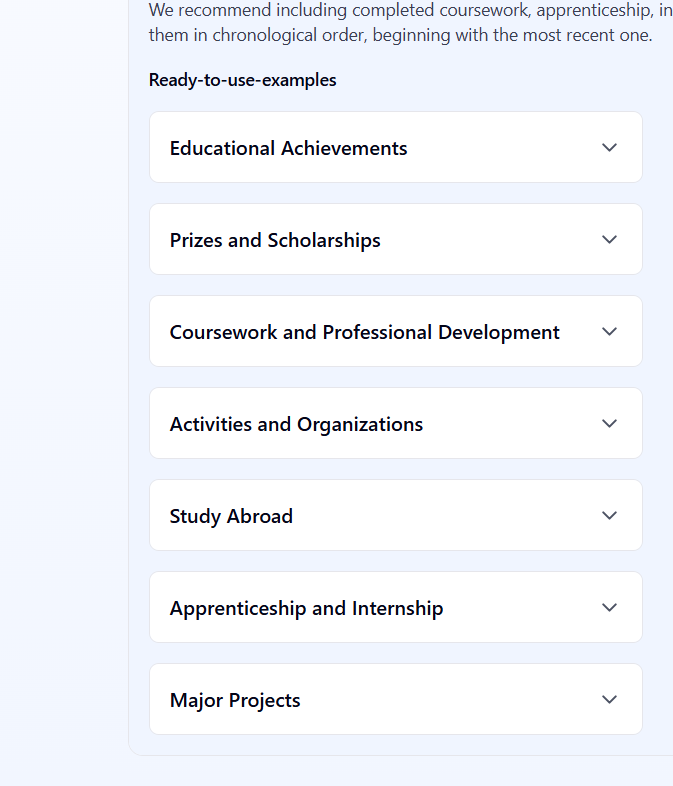 We recommend including completed coursework, apprenticeship, in
them in chronological order, beginning with the most recent one.
Ready-to-use-examples
Educational Achievements
Prizes and Scholarships
Coursework and Professional Development
Activities and Organizations
Study Abroad
Apprenticeship and Internship
Major Projects